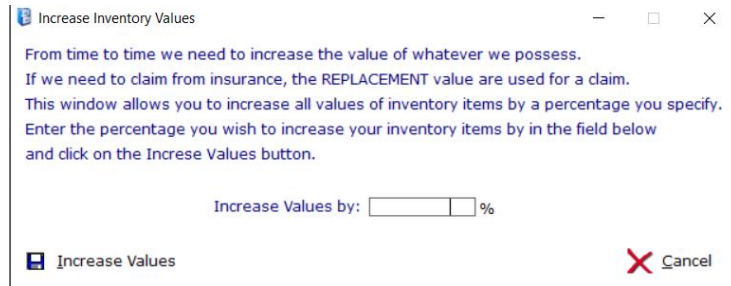 Increase Inventory Values
From time to time we need to increase the value of whatever we possess.
If we need to claim from insurance, the REPLACEMENT value are used for a claim.
This window allows you to increase all values of inventory items by a percentage you specify.
Enter the percentage you wish to increase your inventory items by in the field below
and click on the Increse Values button.
Increase Values by: %
Increase Values Cancel